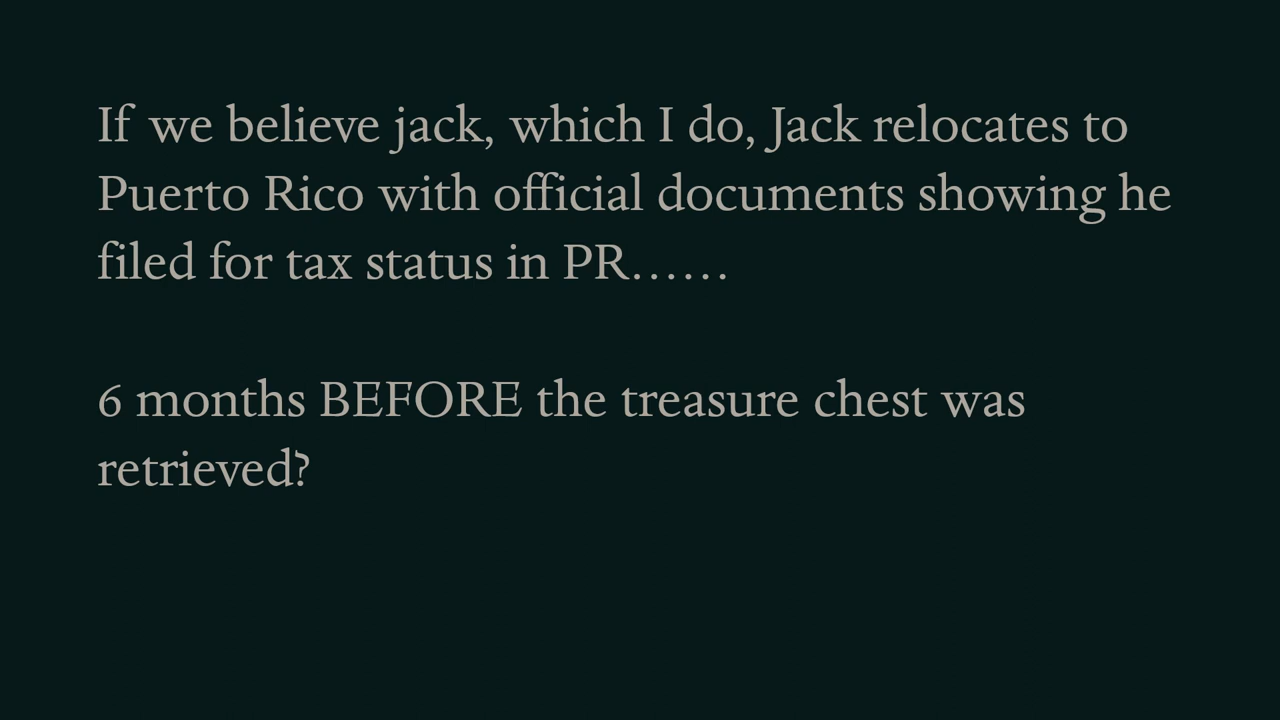 If we believe jack, which I do, Jack relocates to
Puerto Rico with official documents showing he
filed for tax status in PR……
6 months BEFORE the treasure chest was
retrieved?